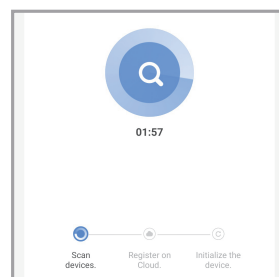 01:57
Scan Register on Initialize the
devices. Cloud. device.